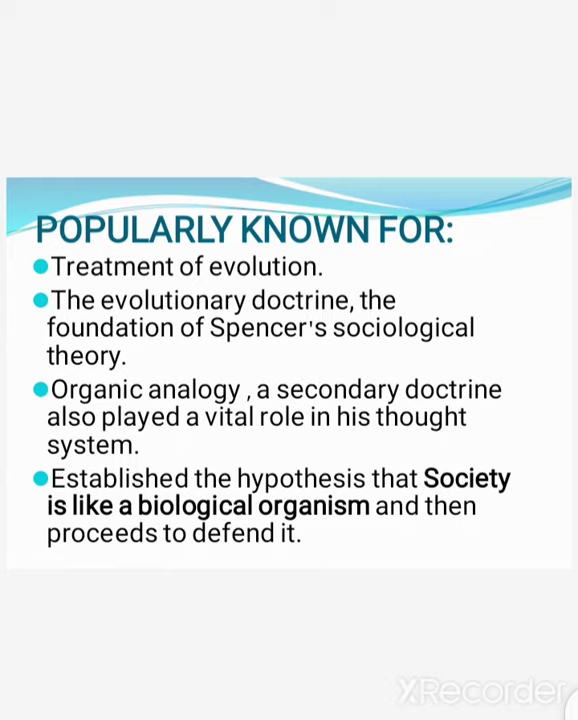 POPULARLY KNOWN FOR:
Treatment of evolution.
The evolutionary doctrine, the
foundation of Spencer's sociological
theory.
Organic analogy , a secondary doctrine
also played a vital role in his thought
system.
Established the hypothesis that Society
is like a biological organism and then
proceeds to defend it.
XRecorder